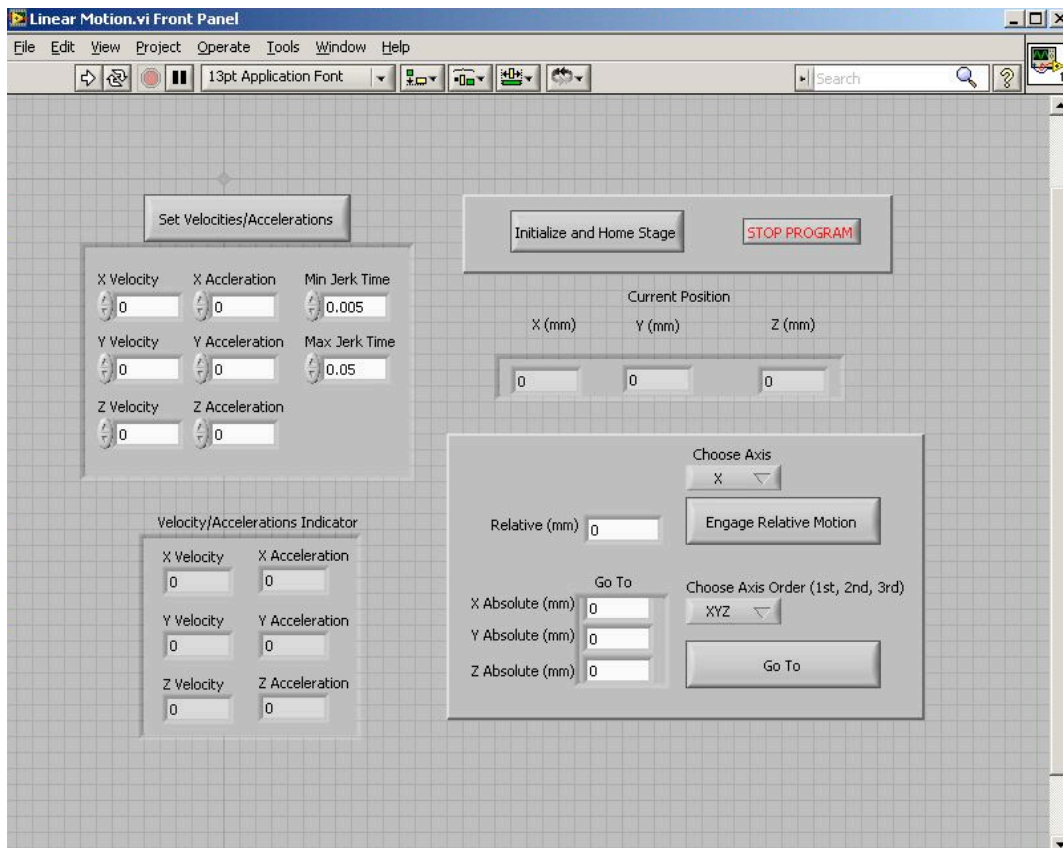 Linear Motion.vi Front Panel
File Edit View Project Operate Tools Window Help
13pt Application Font
Search
Set Velocities/Accelerations
X Velocity X Accleration Min Jerk Time
0 0 0.005
Y Velocity Y Acceleration Max Jerk Time
0 0 0.05
Z Velocity Z Acceleration
0 0
Velocity/Accelerations Indicator
X Velocity X Acceleration
0 0
Y Velocity Y Acceleration
0 0
Z Velocity Z Acceleration
0 0
Initialize and Home Stage STOP PROGRAM
Current Position
X (mm) Y (mm) Z (mm)
0 0 0
Choose Axis
X
Relative (mm) 0 Engage Relative Motion
Go To Choose Axis Order (1st, 2nd, 3rd)
X Absolute (mm) 0 XYZ
Y Absolute (mm) 0
Z Absolute (mm) 0 Go To